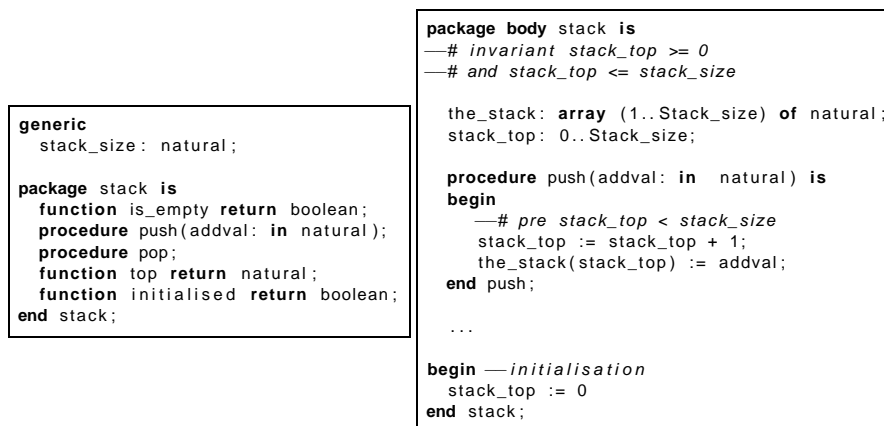 generic
stack_size: natural;
package stack is
function is_empty return boolean;
procedure push(addval: in natural);
procedure pop;
function top return natural;
function initialised return boolean;
end stack;
package body stack is
—# invariant stack_top >= 0
—# and stack_top <= stack_size
the_stack: array (1..Stack_size) of natural;
stack_top: 0..Stack_size;
procedure push(addval: in natural) is
begin
—# pre stack_top < stack_size
stack_top := stack_top + 1;
the_stack(stack_top) := addval;
end push;
...
begin —initialisation
stack_top := 0
end stack;